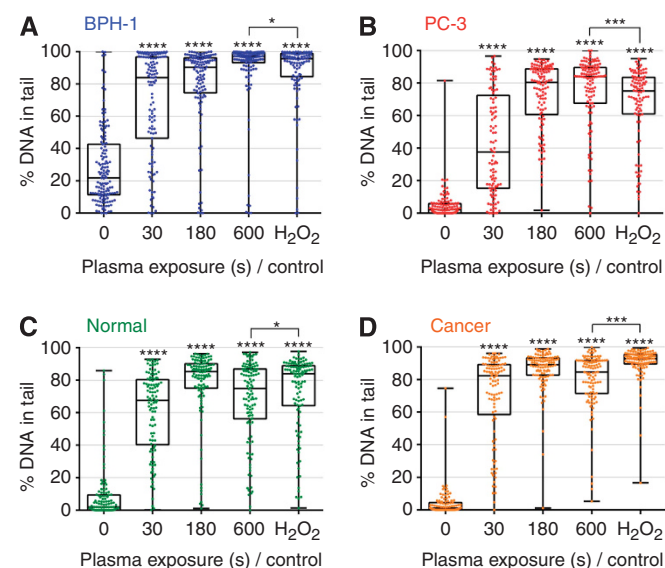 A BPH-1
% DNA in tail
100
80
60
40
20
0
**** **** **** * ****
0 30 180 600 H₂O₂
Plasma exposure (s) / control
B PC-3
% DNA in tail
100
80
60
40
20
0
**** **** **** *** ****
0 30 180 600 H₂O₂
Plasma exposure (s) / control
C Normal
% DNA in tail
100
80
60
40
20
0
**** **** **** * ****
0 30 180 600 H₂O₂
Plasma exposure (s) / control
D Cancer
% DNA in tail
100
80
60
40
20
0
**** **** **** *** ****
0 30 180 600 H₂O₂
Plasma exposure (s) / control